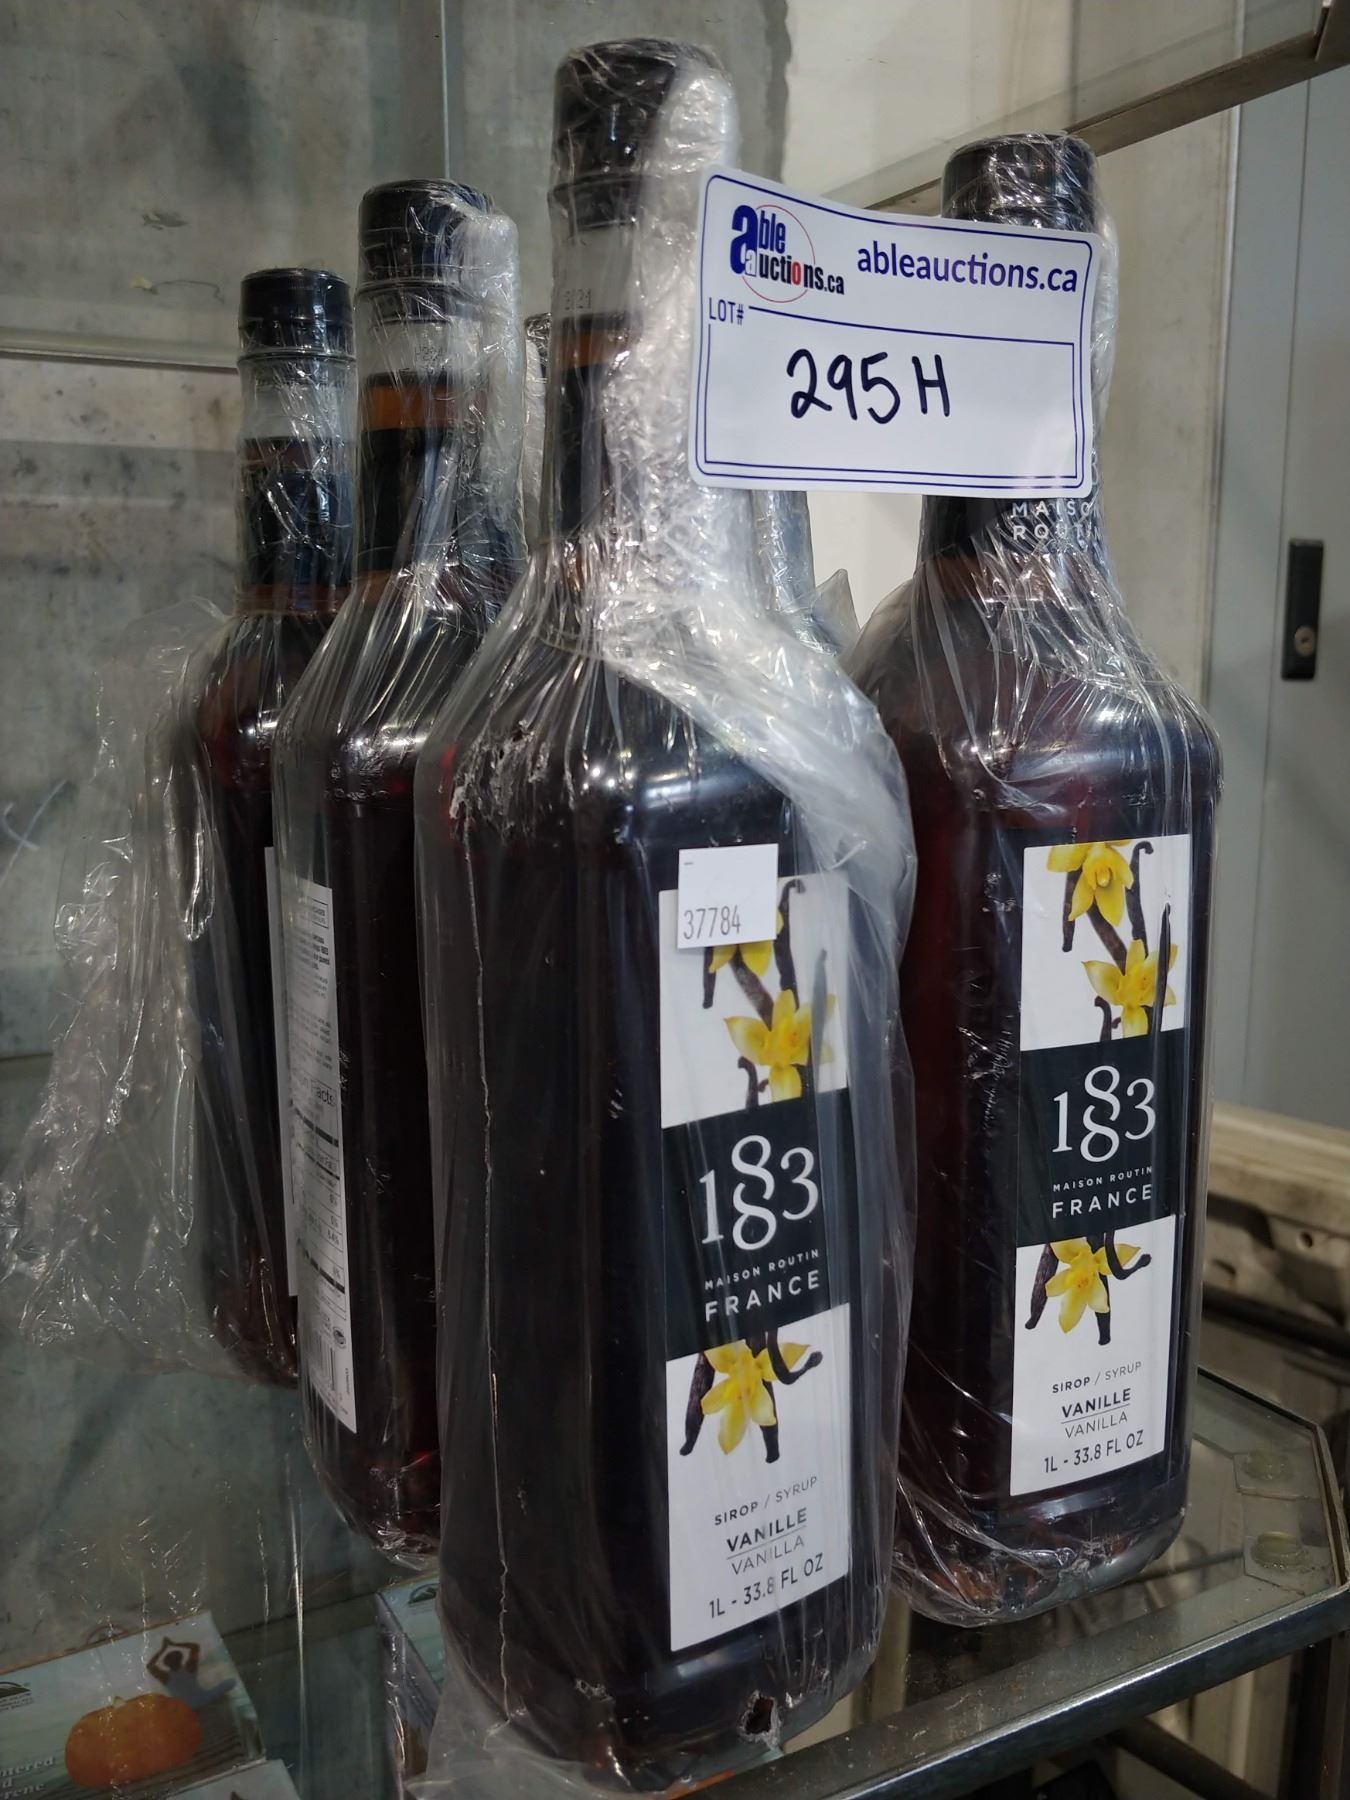 able
auctions.ca
ableauctions.ca
LOT#
295H
MAISO
37784
1883
MAISON ROUTIN
FRANCE
SIROP / SYRUP
VANILLE
VANILLA
1L - 33.8 FL OZ
1883
MAISON ROUTIN
FRANCE
SIROP / SYRUP
VANILLE
VANILLA
1L - 33.8 FL OZ